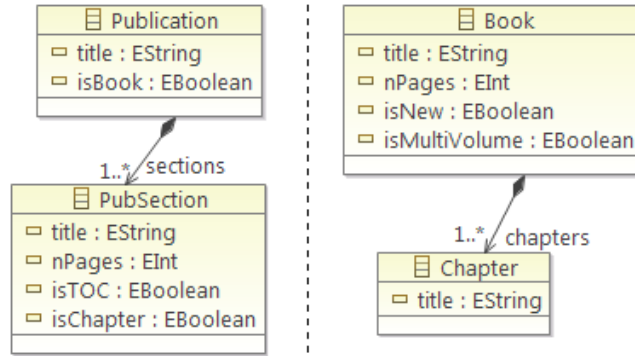 Publication
title : EString
isBook : EBoolean
1..* sections
PubSection
title : EString
nPages : EInt
isTOC : EBoolean
isChapter : EBoolean
Book
title : EString
nPages : EInt
isNew : EBoolean
isMultiVolume : EBoolean
1..* chapters
Chapter
title : EString